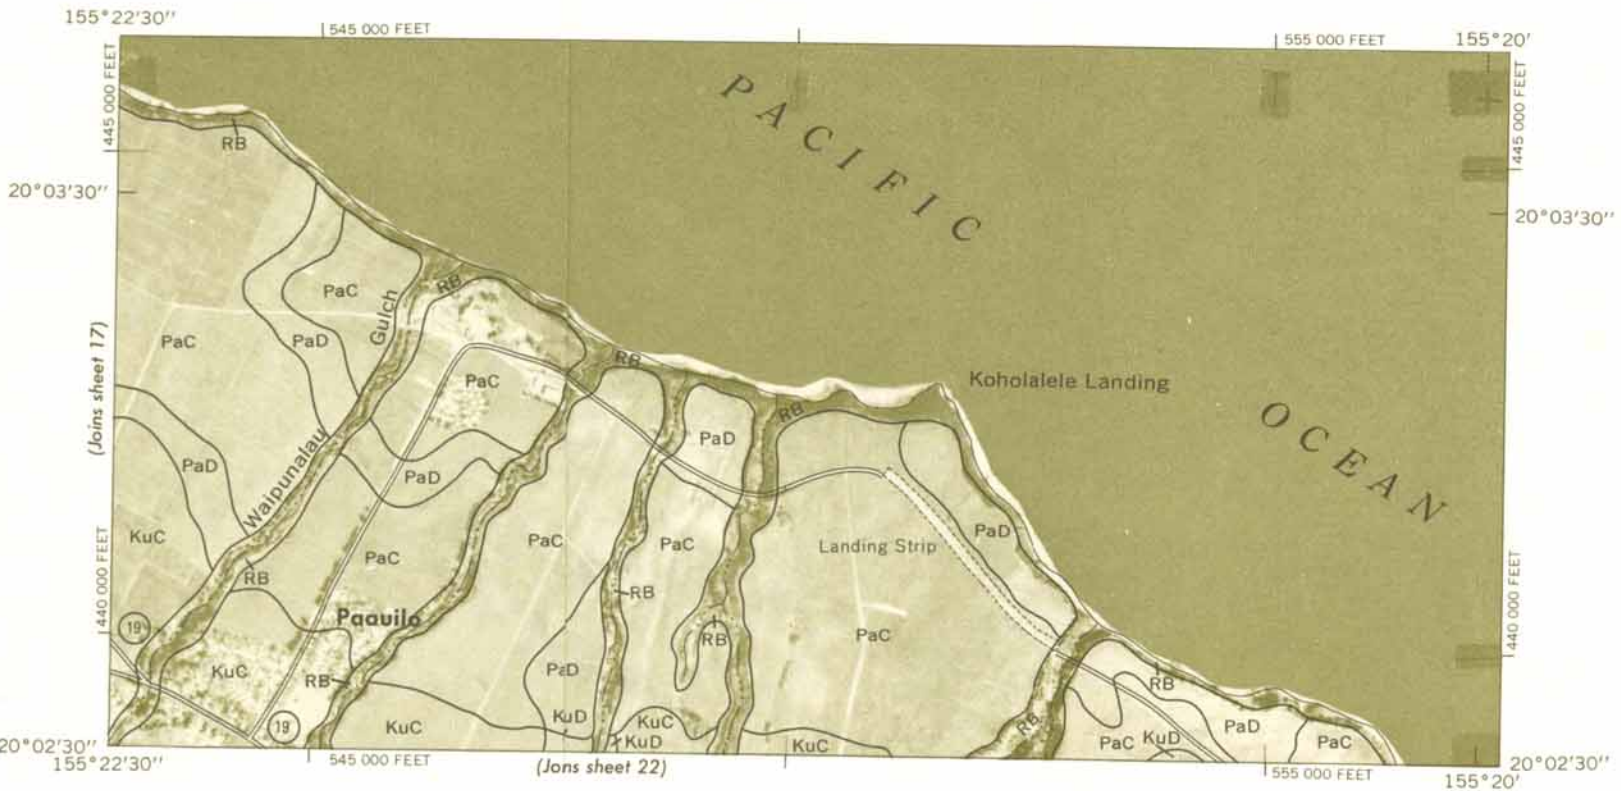 155°22'30''
545 000 FEET
555 000 FEET
155°20'
445 000 FEET
445 000 FEET
20°03'30''
20°03'30''
PACIFIC
OCEAN
RB
PaC
Gulch
RB
PaC
PaD
(Joins sheet 17)
PaC
RB
Koholalele Landing
RB
PaD
PaD
PaD
Waipunalau
KuC
PaC
PaC
PaC
Landing Strip
PaD
RB
RB
440 000 FEET
440 000 FEET
19
Paauilo
RB
PaC
KuC
RB
PaD
RB
KuC
KuD
KuC
KuD
KuC
RB
PaC
KuD
PaD
PaC
19
20°02'30''
20°02'30''
155°22'30''
545 000 FEET
(Jons sheet 22)
555 000 FEET
155°20'